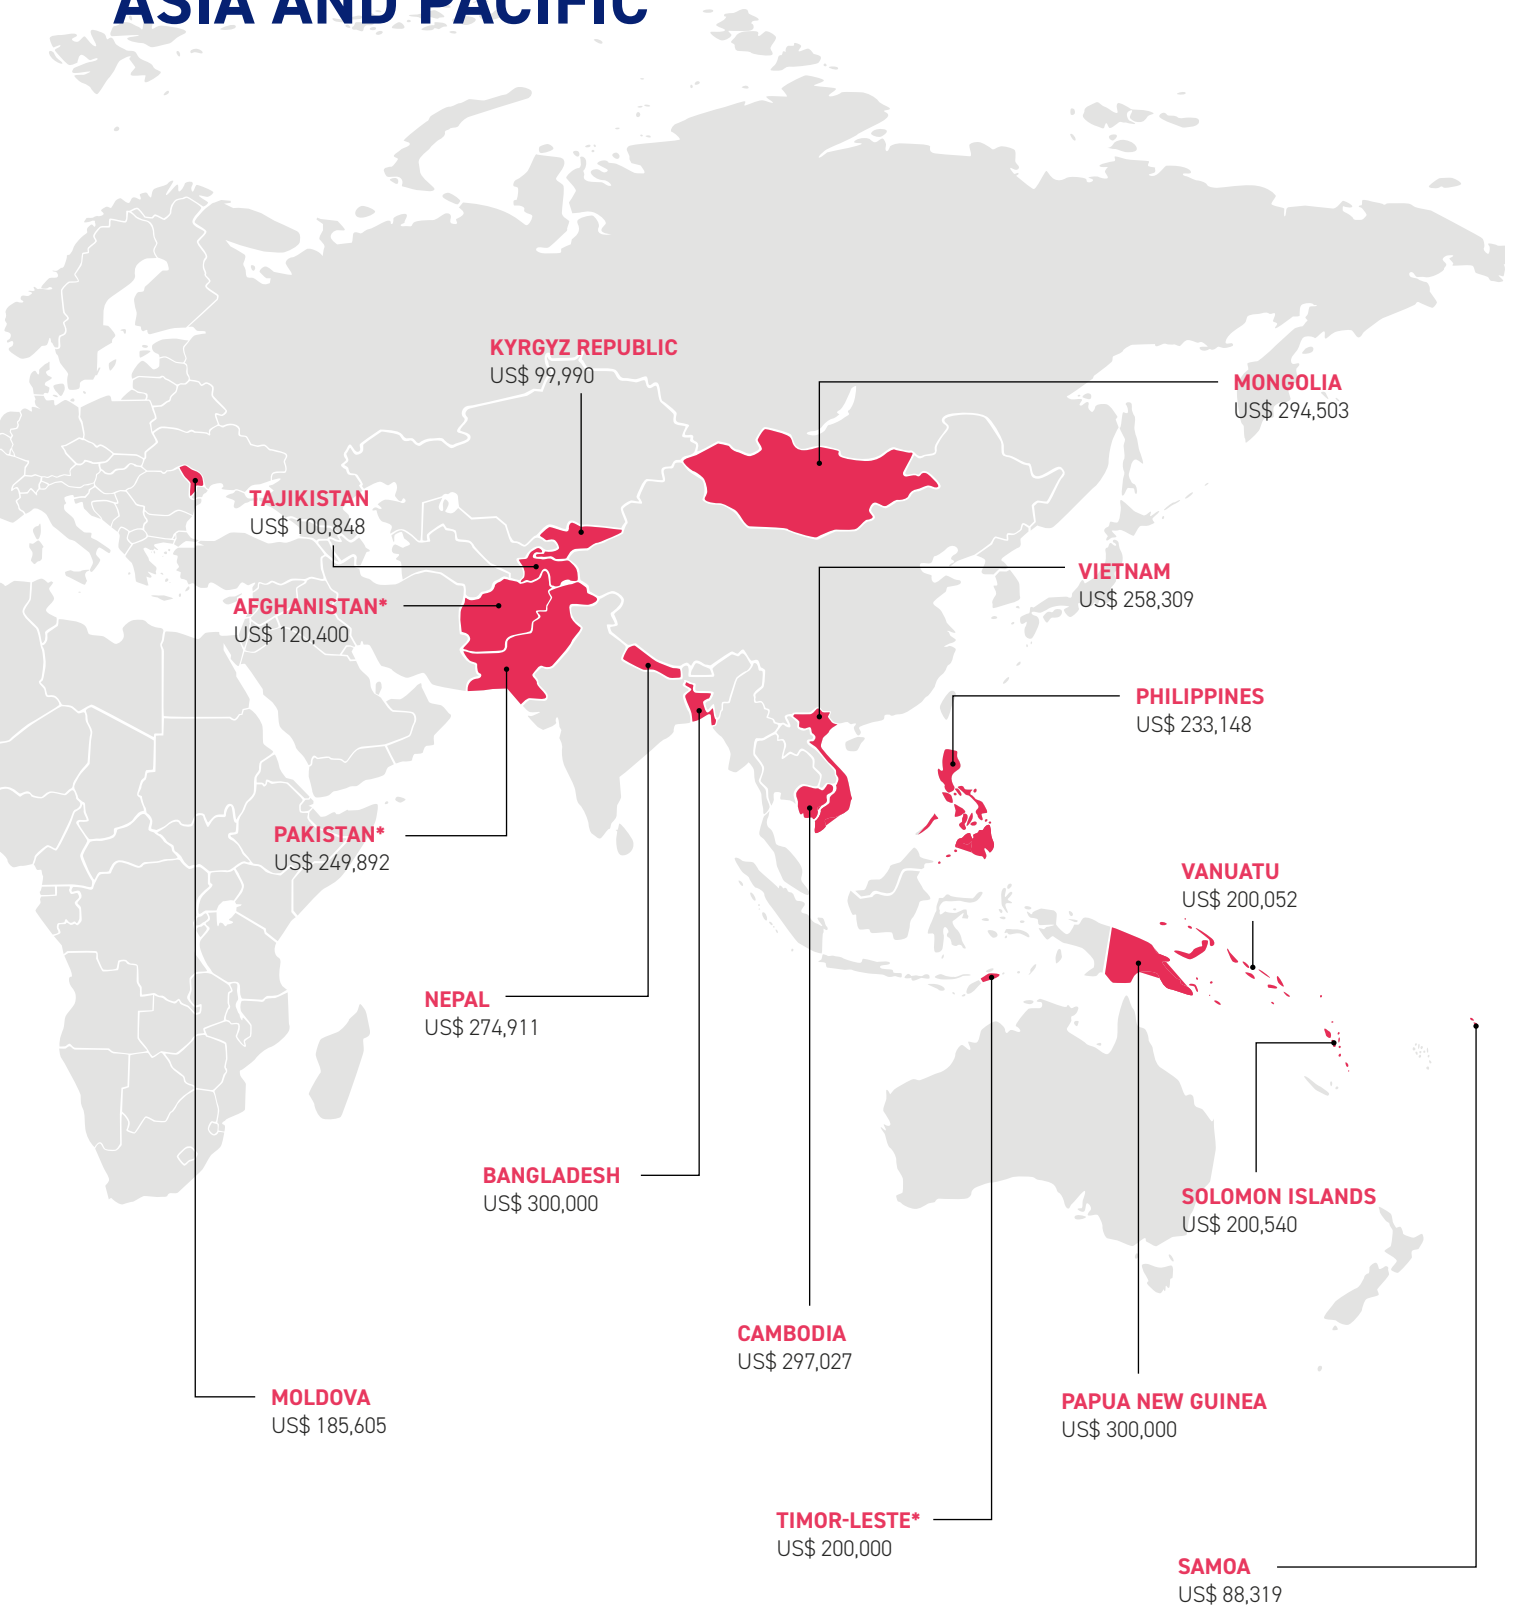 ASIA AND PACIFIC
KYRGYZ REPUBLIC
US$ 99,990
MONGOLIA
US$ 294,503
TAJIKISTAN
US$ 100,848
VIETNAM
US$ 258,309
AFGHANISTAN*
US$ 120,400
PHILIPPINES
US$ 233,148
PAKISTAN*
US$ 249,892
VANUATU
US$ 200,052
NEPAL
US$ 274,911
BANGLADESH
US$ 300,000
SOLOMON ISLANDS
US$ 200,540
CAMBODIA
US$ 297,027
MOLDOVA
US$ 185,605
PAPUA NEW GUINEA
US$ 300,000
TIMOR-LESTE*
US$ 200,000
SAMOA
US$ 88,319